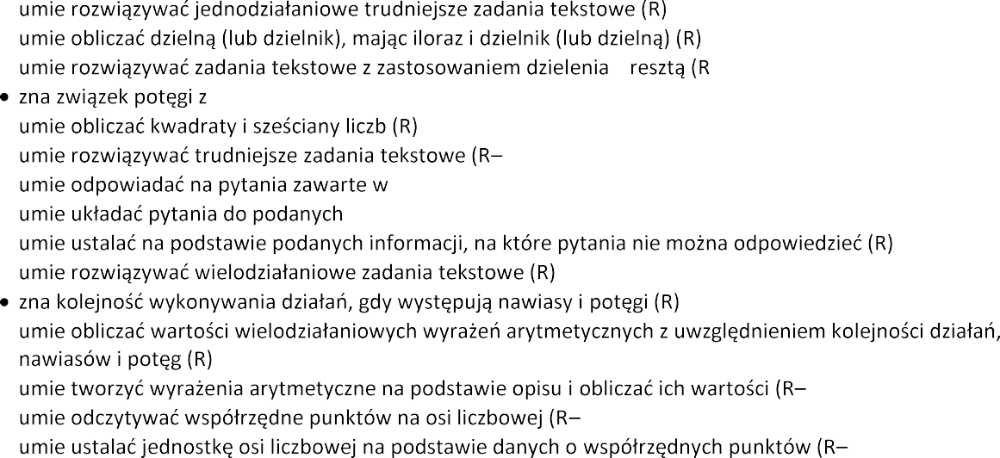 umie rozwiązywać jednodziałaniowe trudniejsze zadania tekstowe (R)
umie obliczać dzielną (lub dzielnik), mając iloraz i dzielnik (lub dzielną) (R)
umie rozwiązywać zadania tekstowe z zastosowaniem dzielenia resztą (R
• zna związek potęgi z
umie obliczać kwadraty i sześciany liczb (R)
umie rozwiązywać trudniejsze zadania tekstowe (R–
umie odpowiadać na pytania zawarte w
umie układać pytania do podanych
umie ustalać na podstawie podanych informacji, na które pytania nie można odpowiedzieć (R)
umie rozwiązywać wielodziałaniowe zadania tekstowe (R)
• zna kolejność wykonywania działań, gdy występują nawiasy i potęgi (R)
umie obliczać wartości wielodziałaniowych wyrażeń arytmetycznych z uwzględnieniem kolejności działań,
nawiasów i potęg (R)
umie tworzyć wyrażenia arytmetyczne na podstawie opisu i obliczać ich wartości (R–
umie odczytywać współrzędne punktów na osi liczbowej (R–
umie ustalać jednostkę osi liczbowej na podstawie danych o współrzędnych punktów (R–